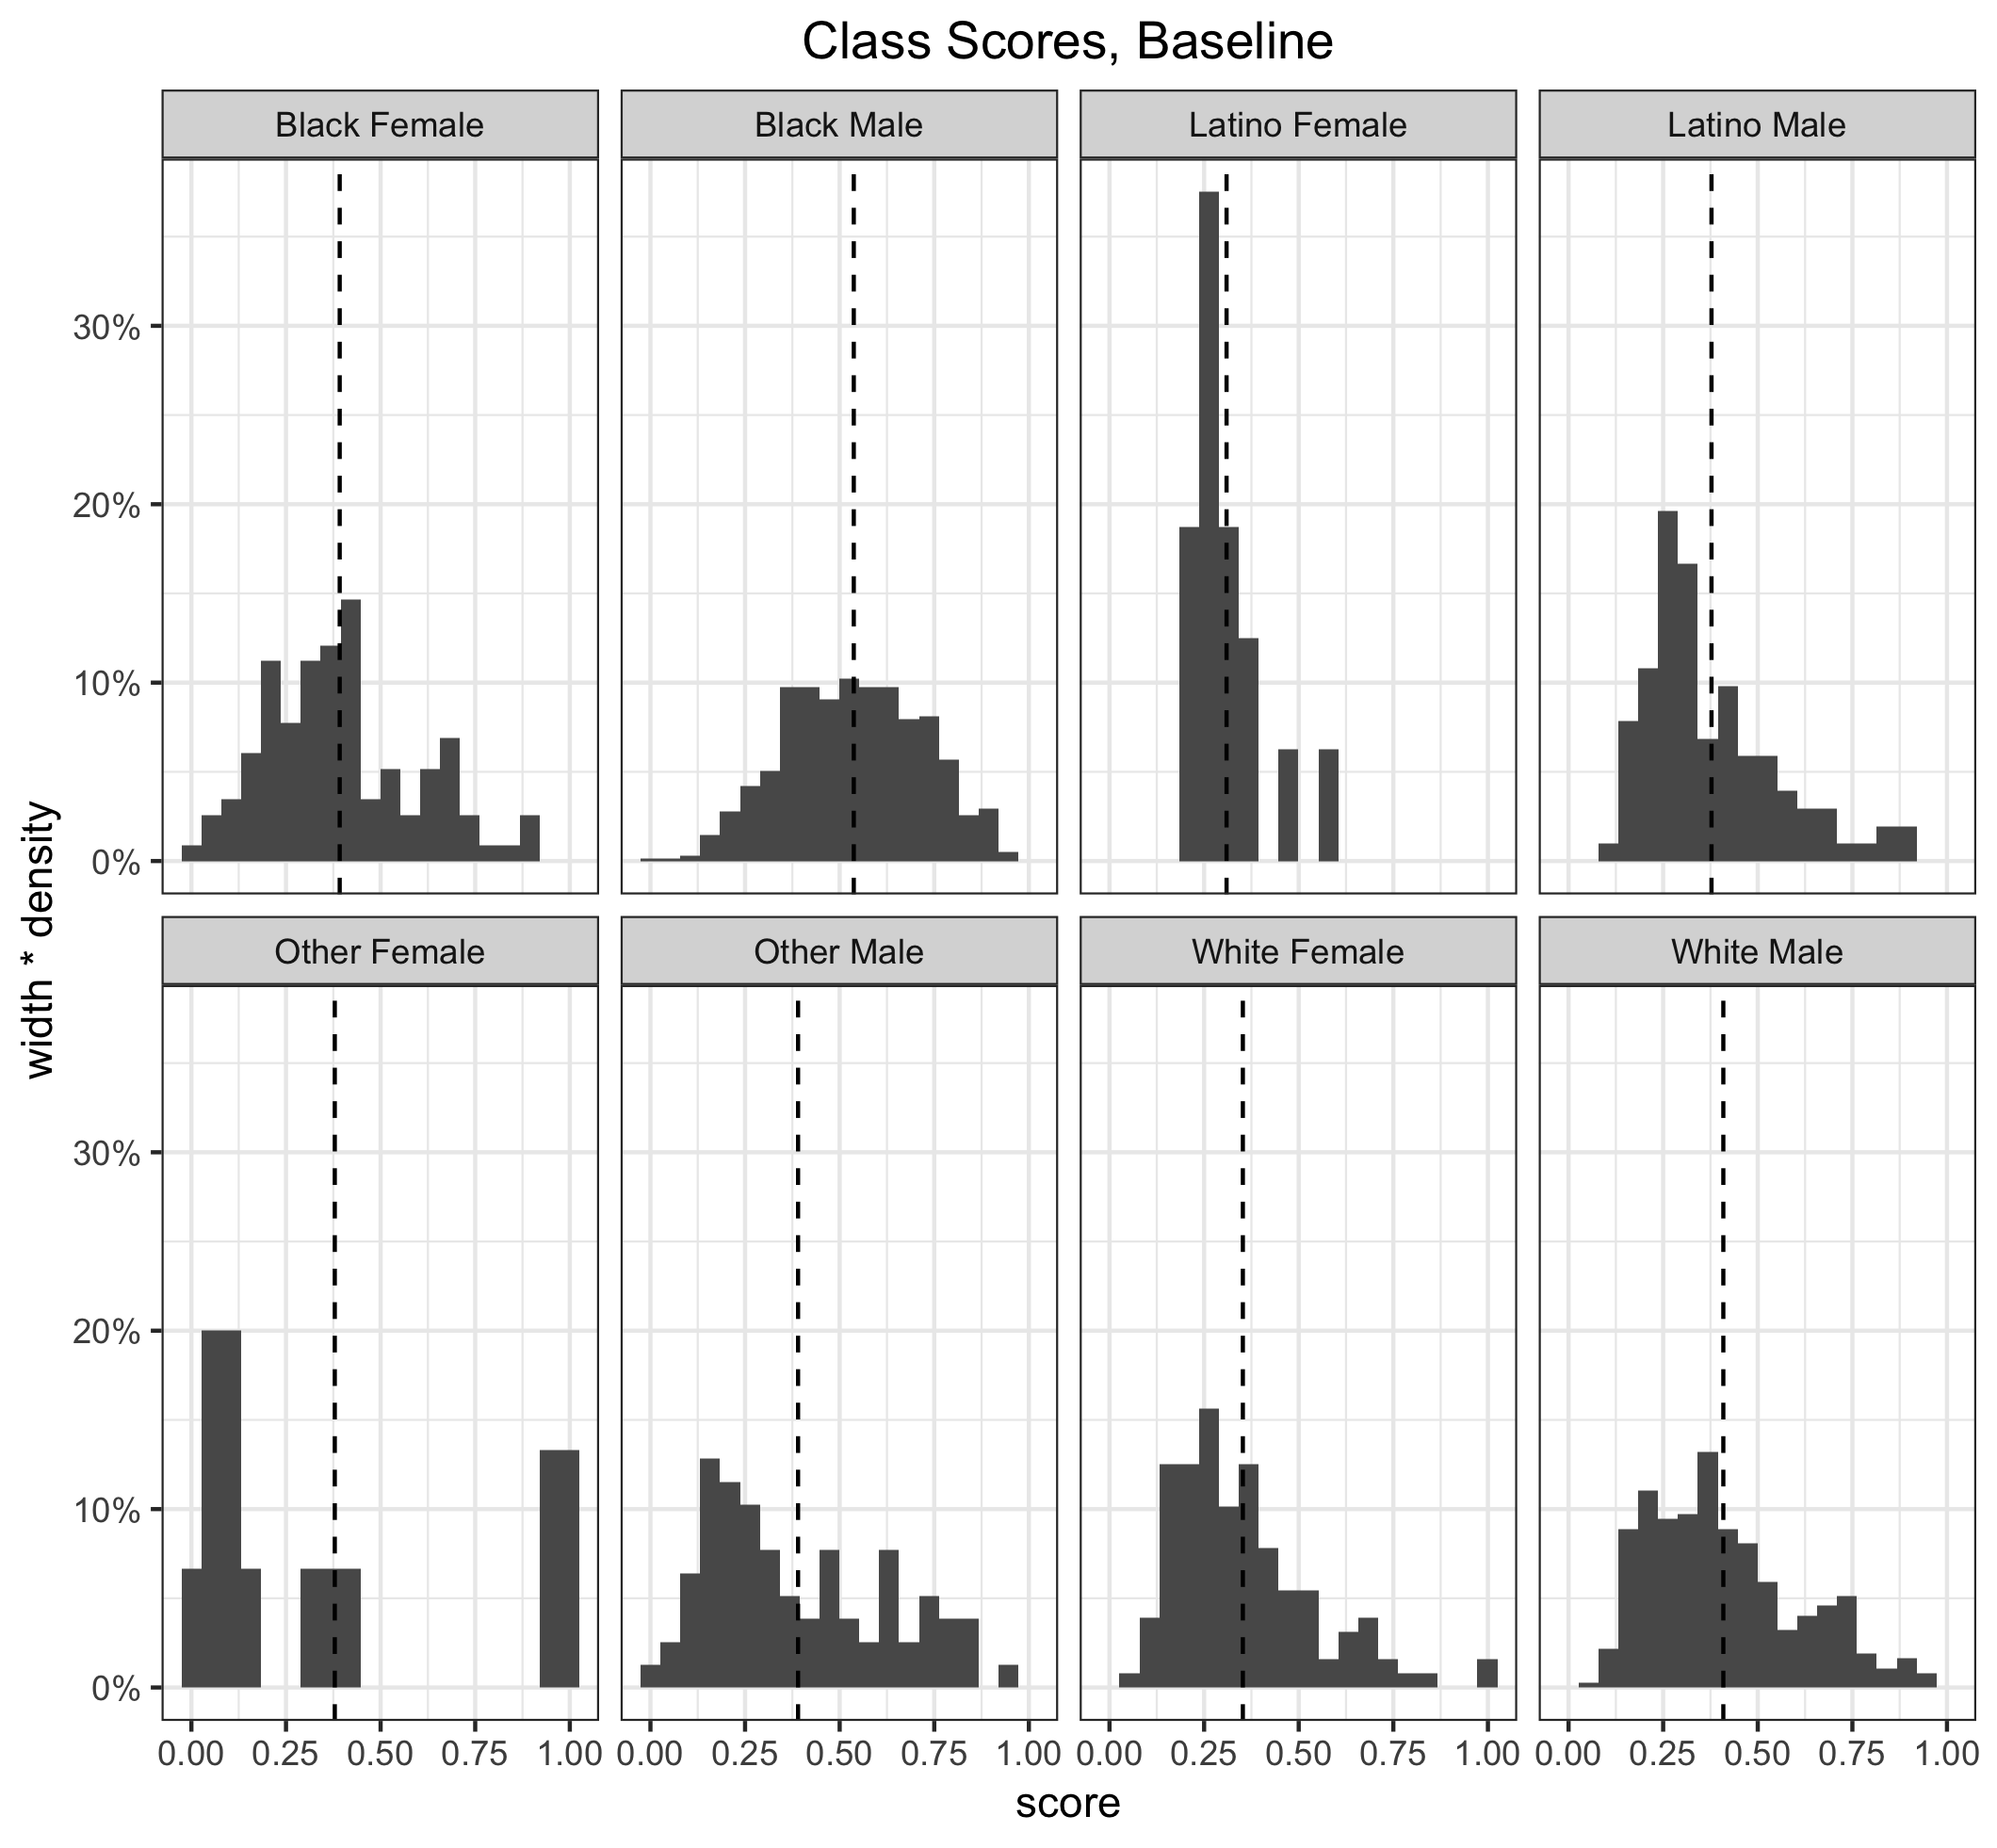 Class Scores, Baseline
Black Female
Black Male
Latino Female
Latino Male
30%
20%
10%
0%
width * density
Other Female
Other Male
White Female
White Male
30%
20%
10%
0%
0.00 0.25 0.50 0.75 1.00
0.00 0.25 0.50 0.75 1.00
0.00 0.25 0.50 0.75 1.00
0.00 0.25 0.50 0.75 1.00
score